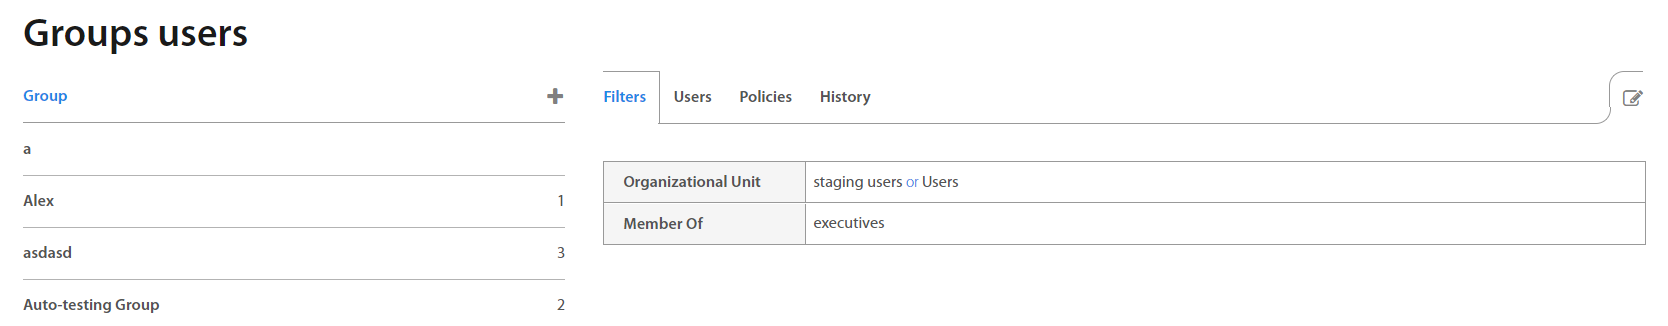 Groups users
Group
a
Alex 1
asdasd 3
Auto-testing Group 2
Filters Users Policies History
Organizational Unit staging users or Users
Member Of executives